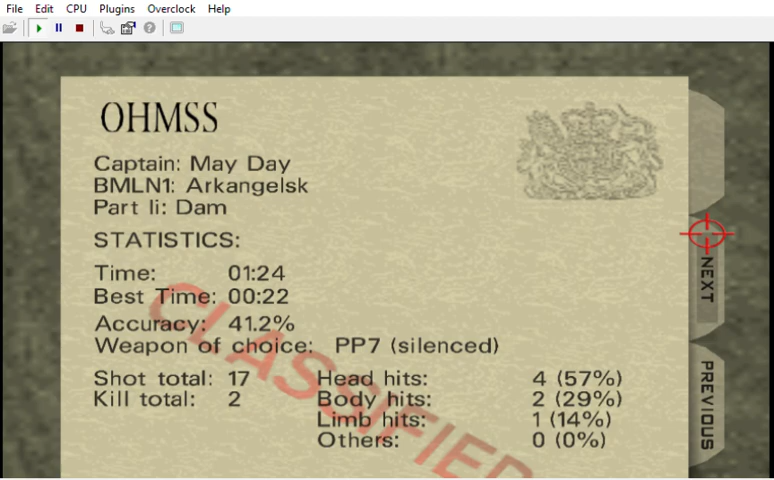 File Edit CPU Plugins Overclock Help
OHMSS
Captain: May Day
BMLN1: Arkangelsk
Part Ii: Dam
STATISTICS:
Time: 01:24
Best Time: 00:22
Accuracy: 41.2%
Weapon of choice: PP7 (silenced)
Shot total: 17 Head hits: 4 (57%)
Kill total: 2 Body hits: 2 (29%)
Limb hits: 1 (14%)
Others: 0 (0%)
CLASSIFIED
NEXT
PREVIOUS